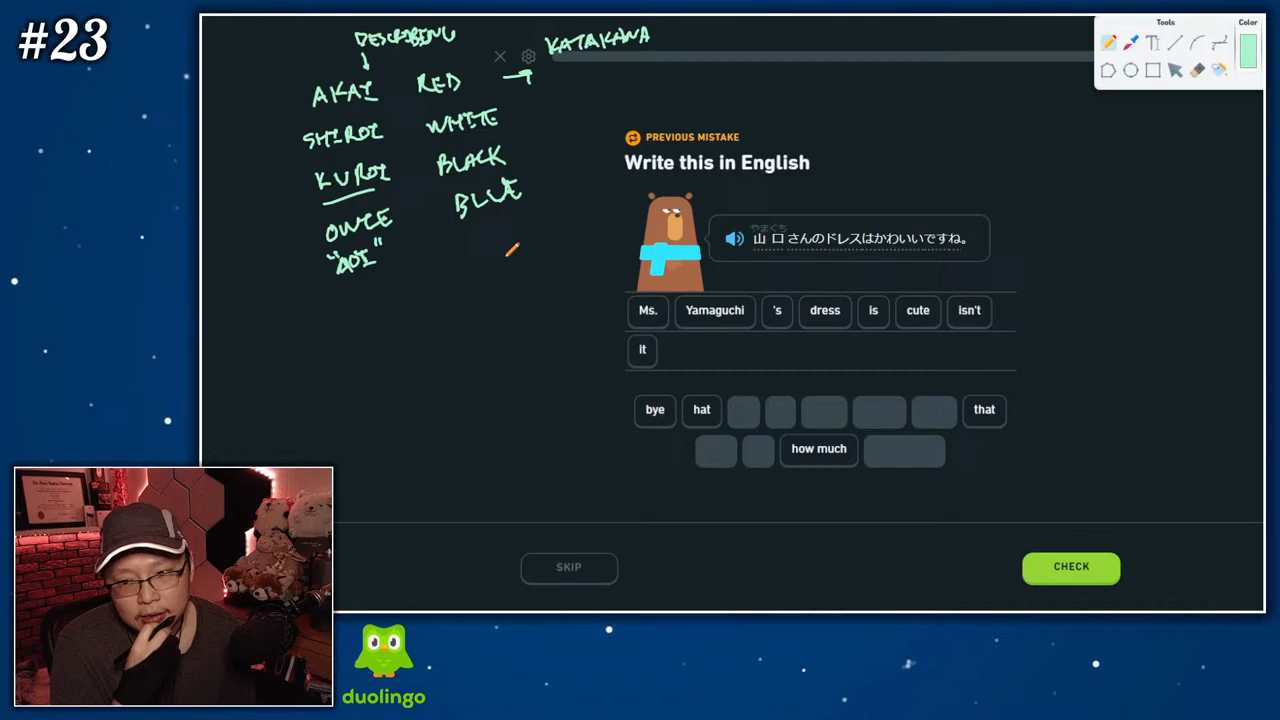 #23
DESCRIBING
KATAKANA
AKAI RED
SHIROI WHITE
KUROI BLACK
OWLE BLUE
"AOI"
Tools
Color
PREVIOUS MISTAKE
Write this in English
やまぐち
山口さんのドレスはかわいいですね。
Ms. Yamaguchi 's dress is cute isn't
it
bye hat that
how much
SKIP
CHECK
duolingo